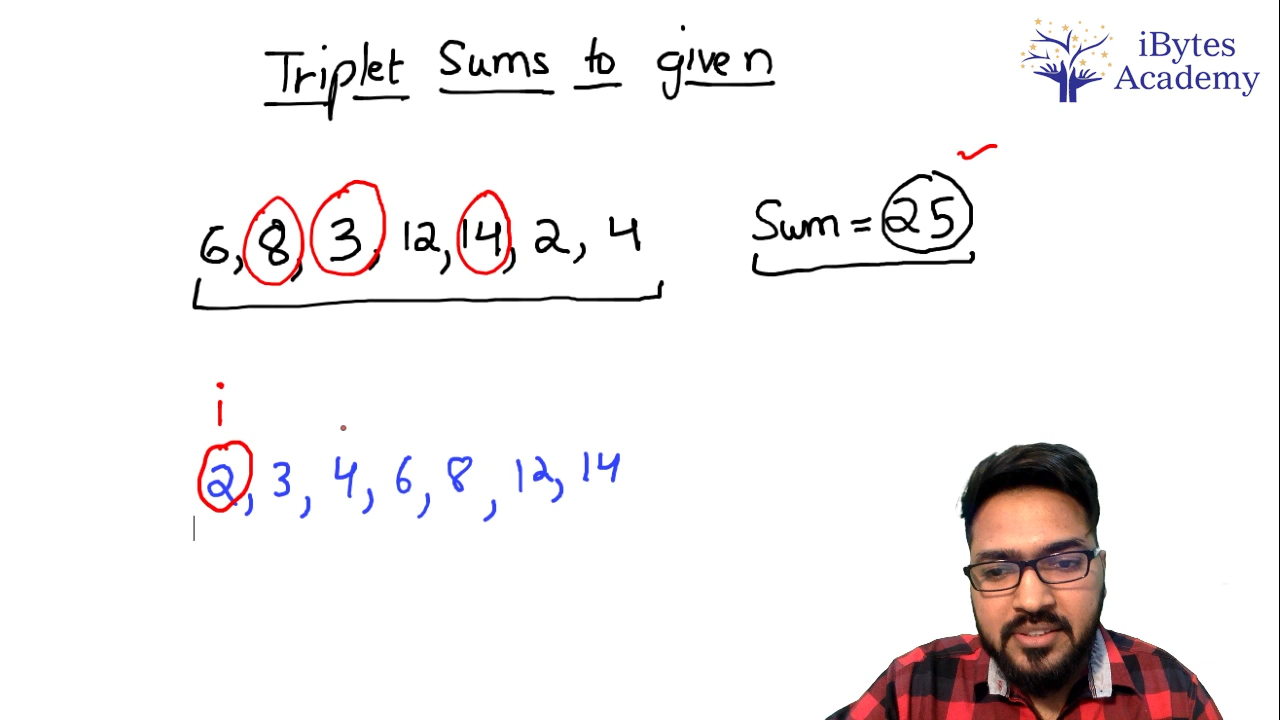 Triplet Sums to given
iBytes
Academy
6, 8, 3, 12, 14, 2, 4
Sum = 25
i
2, 3, 4, 6, 8, 12, 14